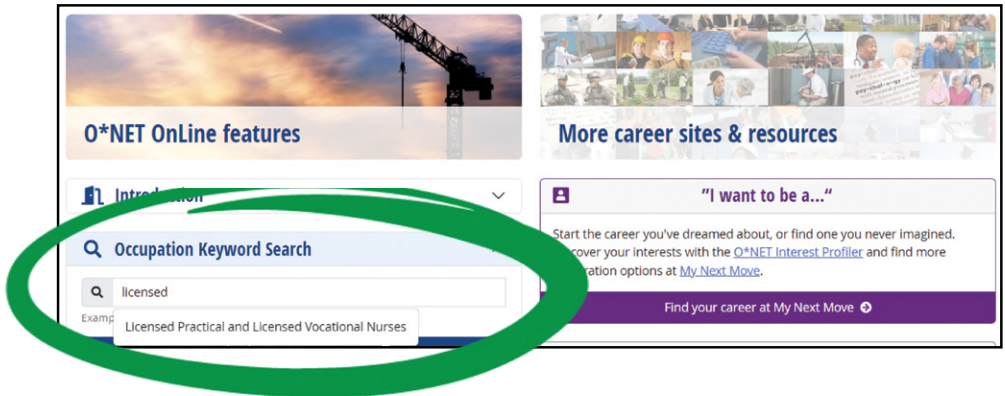 O*NET OnLine features
Introduction
Occupation Keyword Search
licensed
Examp
Licensed Practical and Licensed Vocational Nurses
More career sites & resources
"I want to be a..."
Start the career you've dreamed about, or find one you never imagined.
cover your interests with the O*NET Interest Profiler and find more
ration options at My Next Move.
Find your career at My Next Move